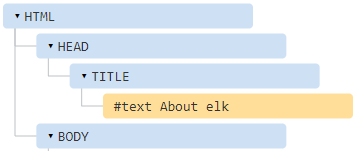 ▾ HTML
▾ HEAD
▾ TITLE
#text About elk
▾ BODY